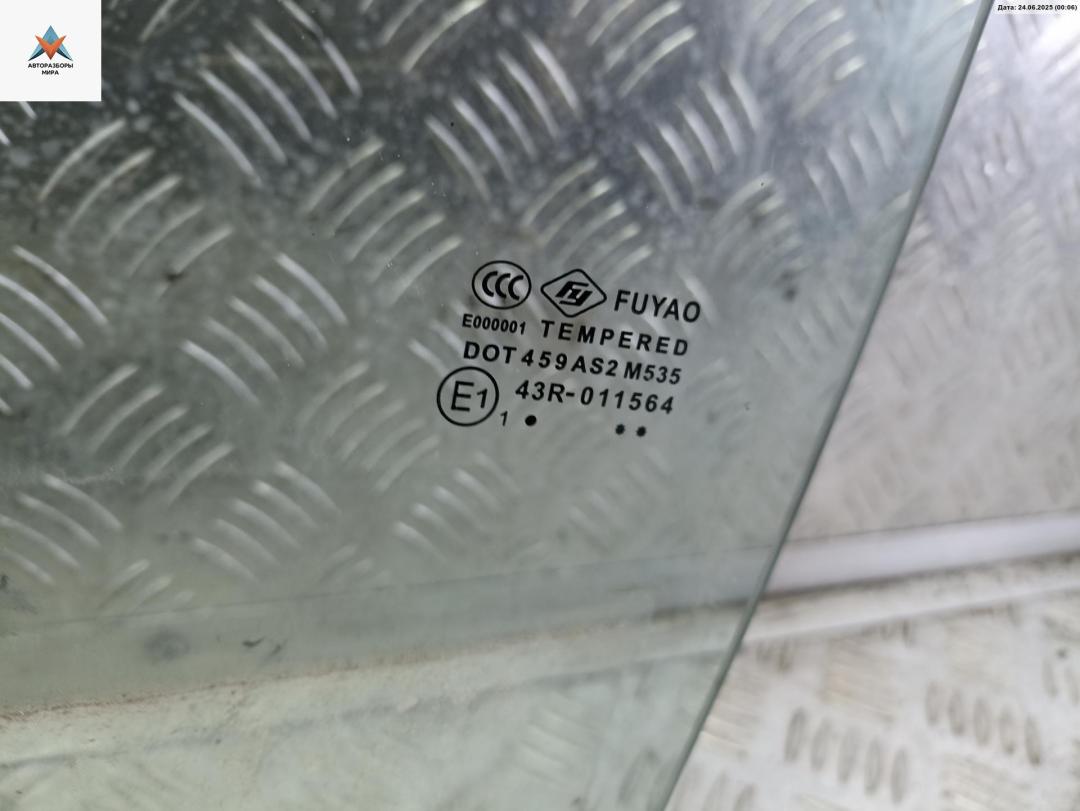 АВТОРАЗБОРЫ
МИРА
Дата: 24.06.2025 (00:06)
CCC FY FUYAO
E000001 TEMPERED
DOT 459 AS2 M535
E1 43R-011564
1